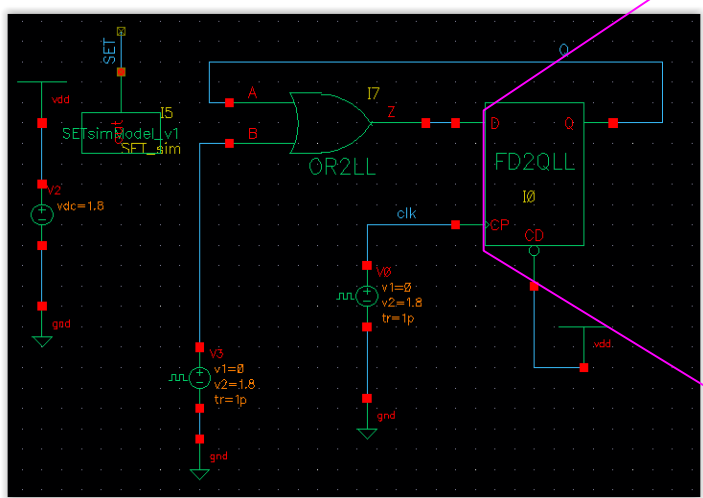 SET
Q
I7
A
Z
vdd
I5
SETsimModel_v1
SET_sim
B
D
Q
OR2LL
FD2QLL
I0
V2
vdc=1.8
clk
CP
CD
V0
v1=0
v2=1.8
tr=1p
gnd
vdd
V3
v1=0
v2=1.8
tr=1p
gnd
gnd